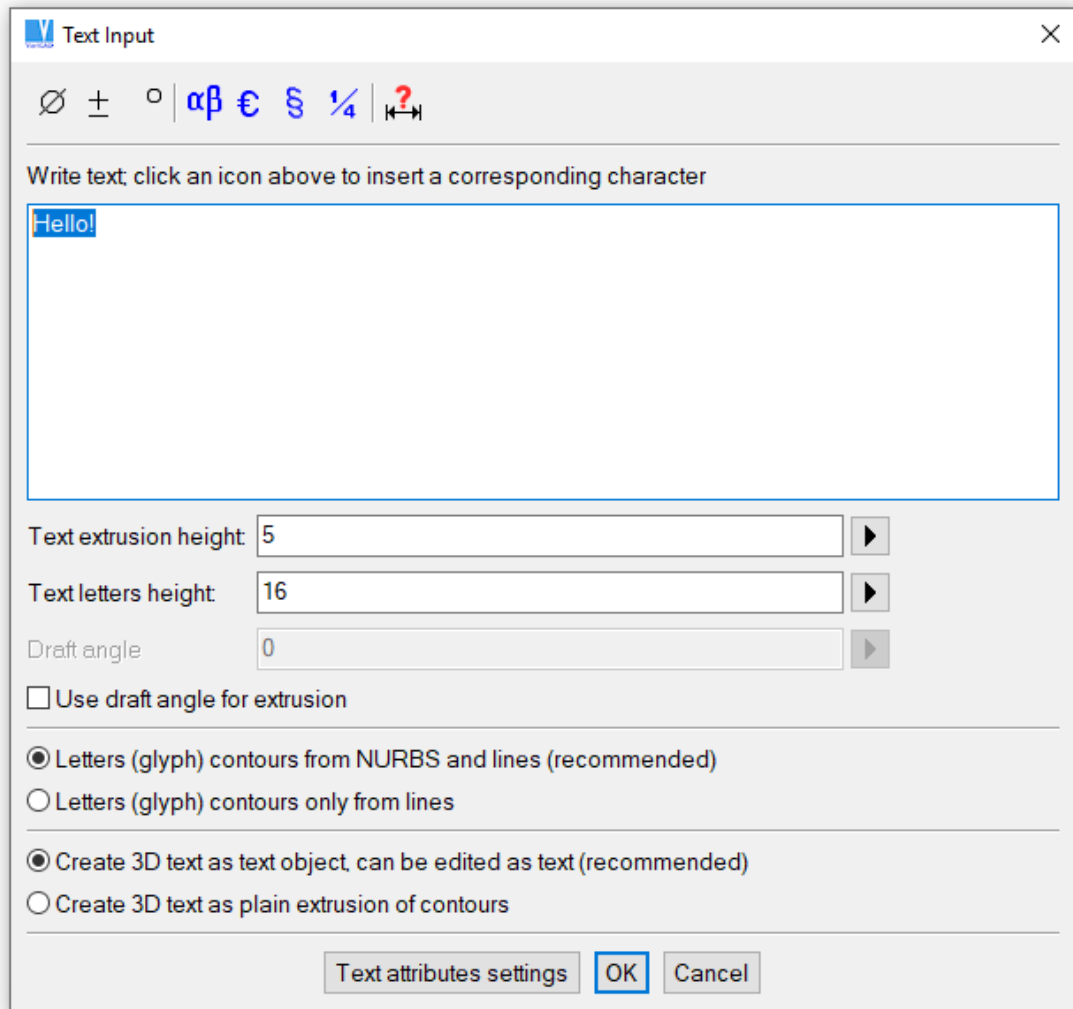 Text Input
Ø ± ° αβ € § ¼ ?
Write text; click an icon above to insert a corresponding character
Hello!
Text extrusion height: 5
Text letters height: 16
Draft angle 0
Use draft angle for extrusion
Letters (glyph) contours from NURBS and lines (recommended)
Letters (glyph) contours only from lines
Create 3D text as text object, can be edited as text (recommended)
Create 3D text as plain extrusion of contours
Text attributes settings OK Cancel